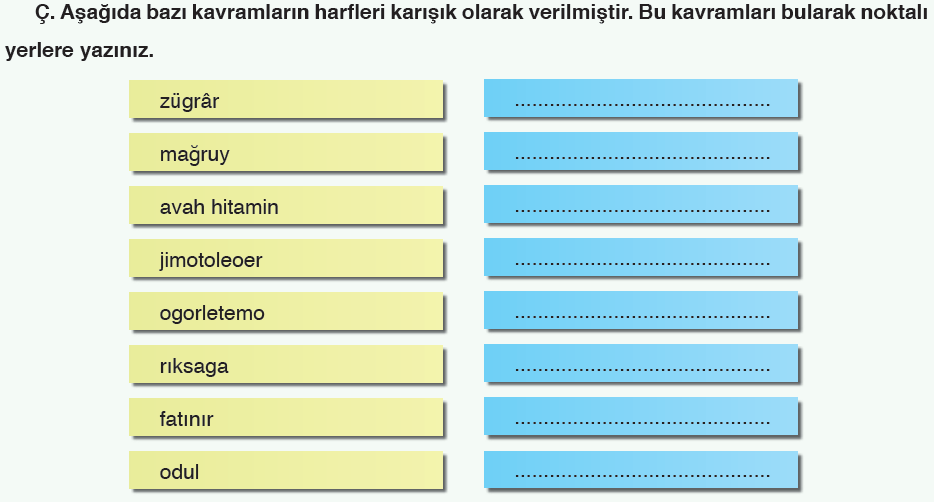 Ç. Aşağıda bazı kavramların harfleri karışık olarak verilmiştir. Bu kavramları bularak noktalı
yerlere yazınız.
zügrâr ............................................
mağruy ............................................
avah hitamin ............................................
jimotoleoer ............................................
ogorletemo ............................................
rıksaga ............................................
fatınır ............................................
odul ............................................